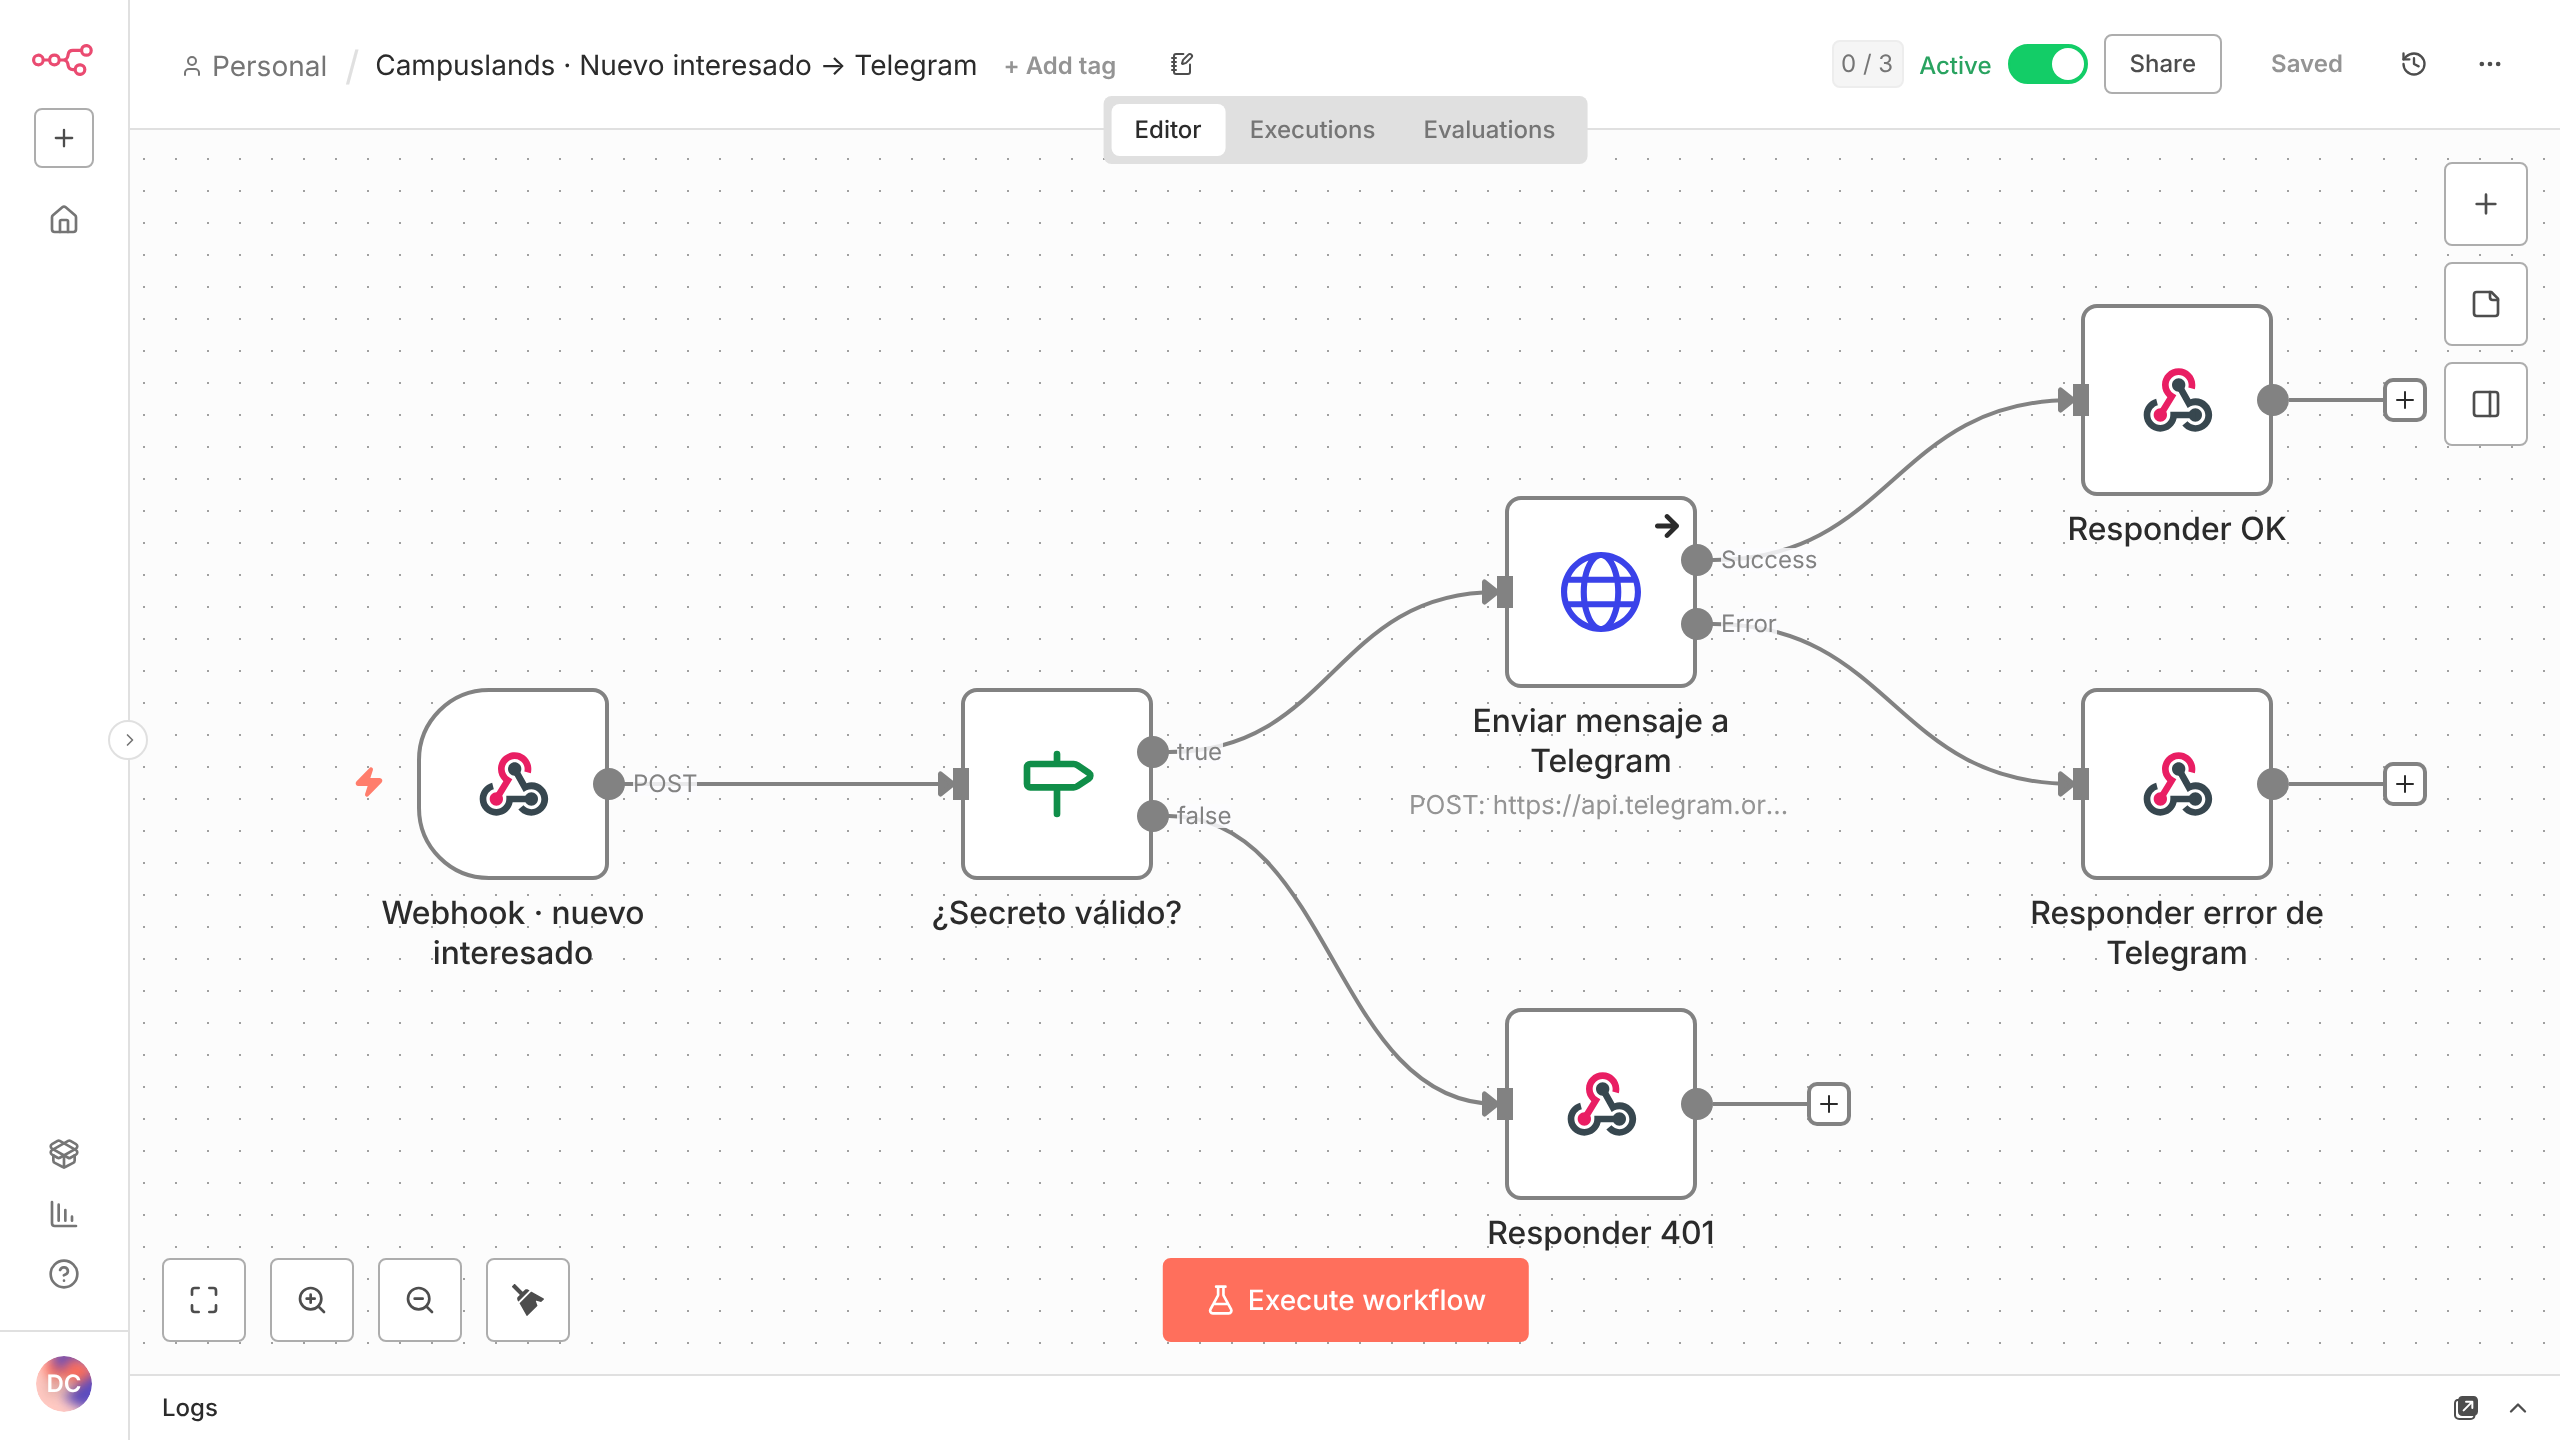 Personal / Campuslands · Nuevo interesado → Telegram + Add tag
0 / 3 Active Share Saved
Editor Executions Evaluations
Responder OK
Success
Error
Enviar mensaje a
Telegram
POST: https://api.telegram.or...
POST
true
false
Webhook · nuevo
interesado
¿Secreto válido?
Responder error de
Telegram
Responder 401
Execute workflow
DC
Logs